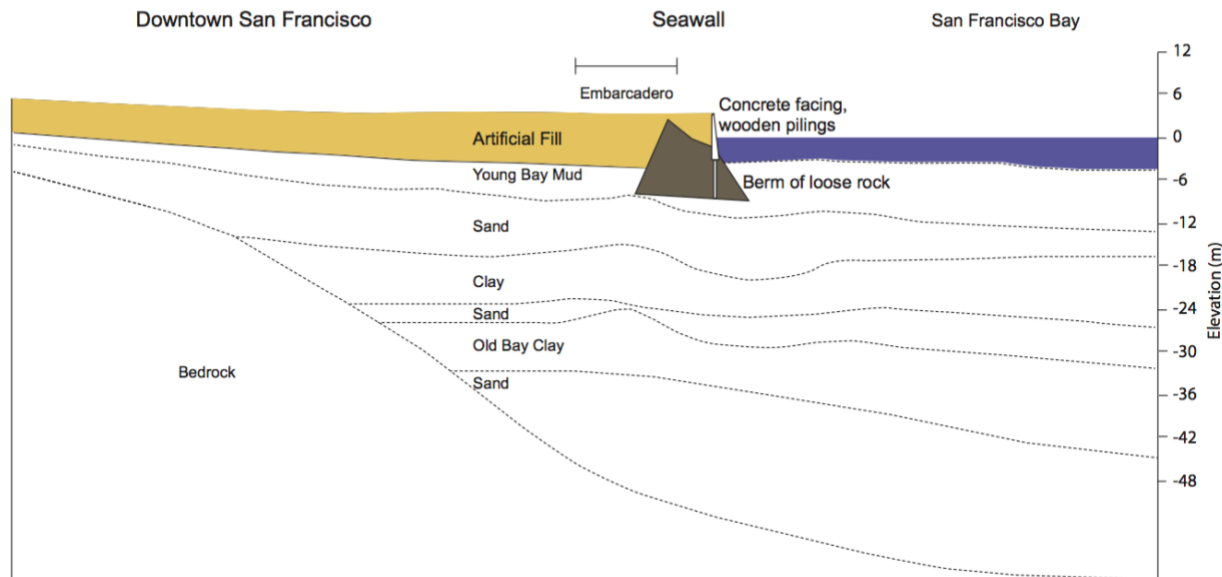 Downtown San Francisco
Seawall
San Francisco Bay
12
Embarcadero
6
Concrete facing,
wooden pilings
Artificial Fill
0
Young Bay Mud
Berm of loose rock
-6
Sand
-12
-18
Clay
Elevation (m)
Sand
-24
Old Bay Clay
-30
Bedrock
Sand
-36
-42
-48